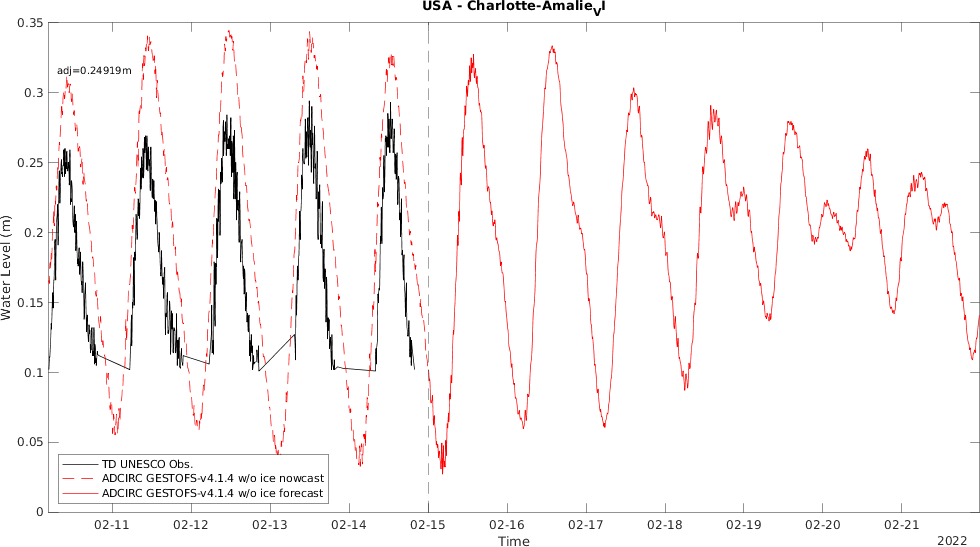 USA - Charlotte-AmalieVI
0.35
adj=0.24919m
0.3
0.25
0.2
0.15
0.1
0.05
0
Water Level (m)
TD UNESCO Obs.
ADCIRC GESTOFS-v4.1.4 w/o ice nowcast
ADCIRC GESTOFS-v4.1.4 w/o ice forecast
02-11 02-12 02-13 02-14 02-15 02-16 02-17 02-18 02-19 02-20 02-21
Time
2022